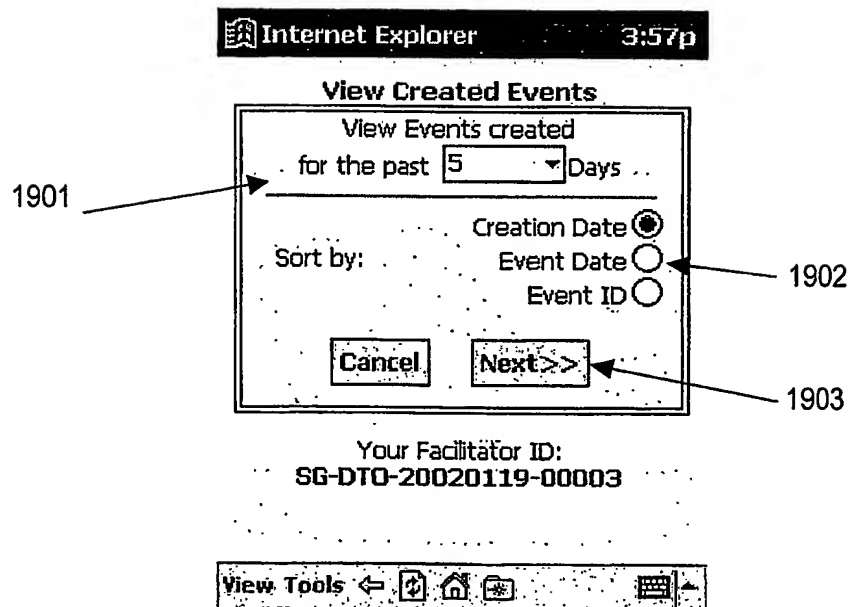 Internet Explorer 3:57p
View Created Events
View Events created
for the past 5 Days
1901
Creation Date
Sort by: Event Date
1902
Event ID
Cancel Next>>
1903
Your Facilitator ID:
SG-DTO-20020119-00003
View Tools